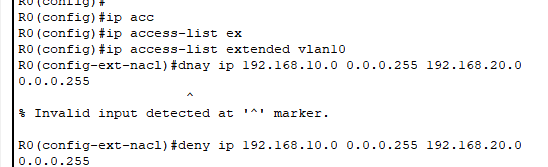 R0(config)#
R0(config)#ip acc
R0(config)#ip access-list ex
R0(config)#ip access-list extended vlan10
R0(config-ext-nacl)#dnay ip 192.168.10.0 0.0.0.255 192.168.20.0
0.0.0.255
^
% Invalid input detected at '^' marker.
R0(config-ext-nacl)#deny ip 192.168.10.0 0.0.0.255 192.168.20.0
0.0.0.255